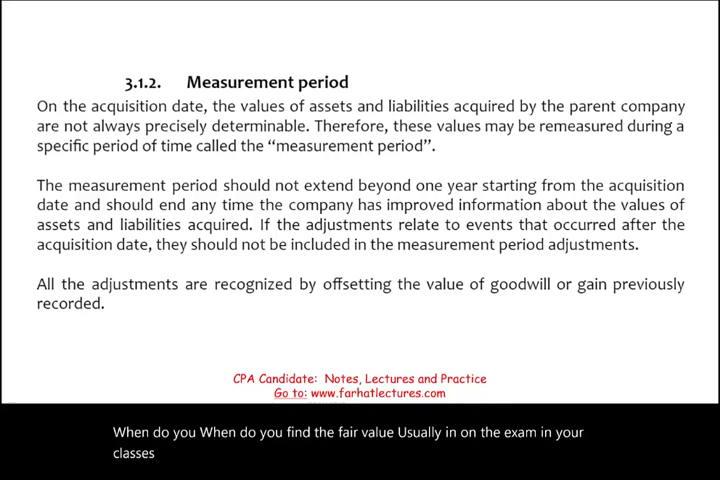 3.1.2. Measurement period
On the acquisition date, the values of assets and liabilities acquired by the parent company
are not always precisely determinable. Therefore, these values may be remeasured during a
specific period of time called the “measurement period”.
The measurement period should not extend beyond one year starting from the acquisition
date and should end any time the company has improved information about the values of
assets and liabilities acquired. If the adjustments relate to events that occurred after the
acquisition date, they should not be included in the measurement period adjustments.
All the adjustments are recognized by offsetting the value of goodwill or gain previously
recorded.
CPA Candidate: Notes, Lectures and Practice
Go to: www.farhatlectures.com
When do you When do you find the fair value Usually in on the exam in your
classes